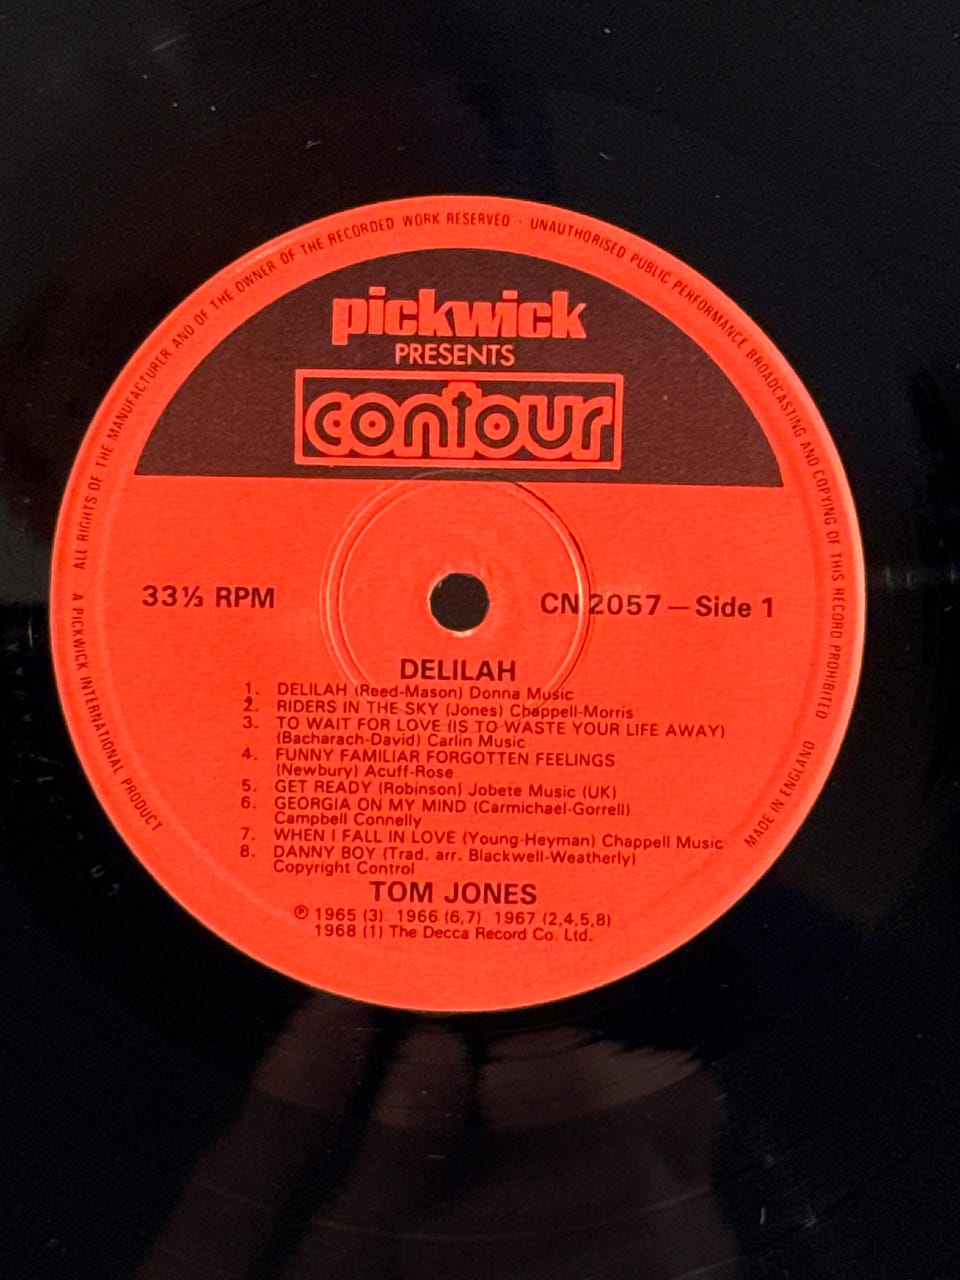 ALL RIGHTS OF THE MANUFACTURER AND OF THE OWNER OF THE RECORDED WORK RESERVED · UNAUTHORISED PUBLIC PERFORMANCE BROADCASTING AND COPYING OF THIS RECORD PROHIBITED
pickwick
PRESENTS
contour
33⅓ RPM
CN 2057 — Side 1
DELILAH
1. DELILAH (Reed-Mason) Donna Music
2. RIDERS IN THE SKY (Jones) Chappell-Morris
3. TO WAIT FOR LOVE (IS TO WASTE YOUR LIFE AWAY)
(Bacharach-David) Carlin Music
4. FUNNY FAMILIAR FORGOTTEN FEELINGS
(Newbury) Acuff-Rose
5. GET READY (Robinson) Jobete Music (UK)
6. GEORGIA ON MY MIND (Carmichael-Gorrell)
Campbell Connelly
7. WHEN I FALL IN LOVE (Young-Heyman) Chappell Music
8. DANNY BOY (Trad. arr. Blackwell-Weatherly)
Copyright Control
TOM JONES
℗ 1965 (3) 1966 (6,7) 1967 (2,4,5,8)
1968 (1) The Decca Record Co. Ltd.
A PICKWICK INTERNATIONAL PRODUCT
MADE IN ENGLAND